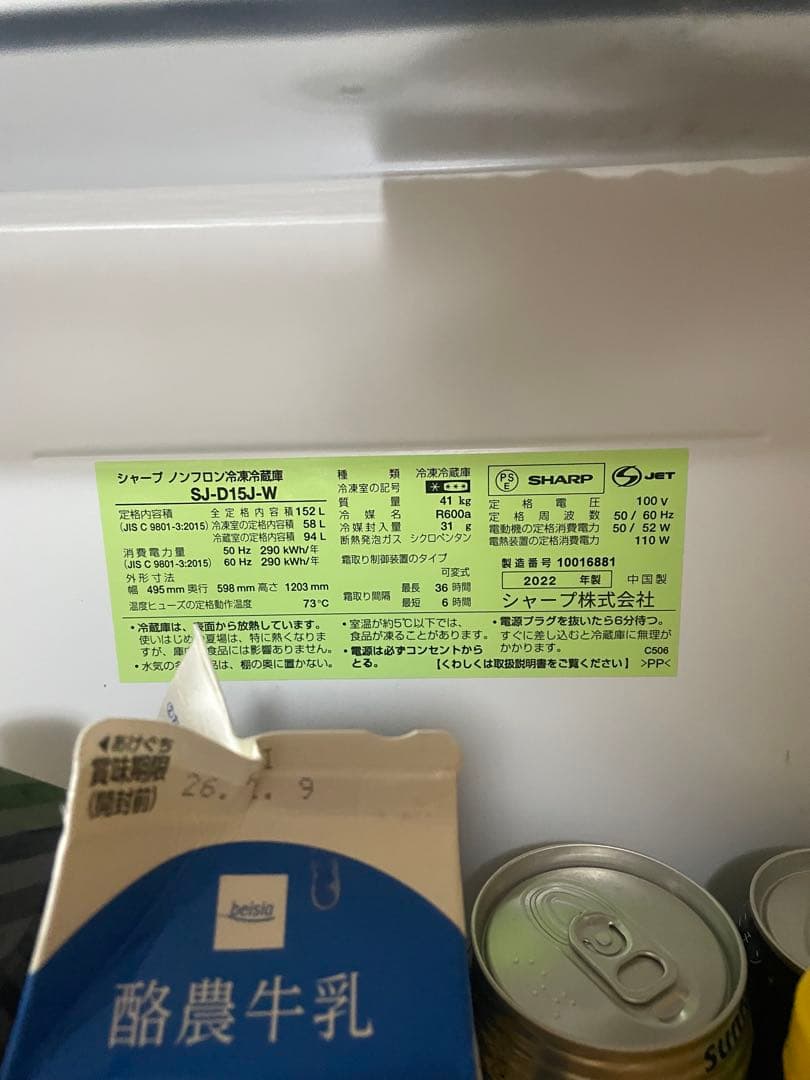 シャープ ノンフロン冷凍冷蔵庫
SJ-D15J-W
定格内容積 全定格内容積 152 L
(JIS C 9801-3:2015) 冷凍室の定格内容積 58 L
冷蔵室の定格内容積 94 L
消費電力量 50 Hz 290 kWh/年
(JIS C 9801-3:2015) 60 Hz 290 kWh/年
外形寸法
幅 495 mm 奥行 598 mm 高さ 1203 mm
温度ヒューズの定格動作温度 73℃
種類 冷凍冷蔵庫
冷凍室の記号
質量 41 kg
冷媒名 R600a
冷媒封入量 31 g
断熱発泡ガス シクロペンタン
霜取り制御装置のタイプ
可変式
霜取り間隔 最長 36 時間
最短 6 時間
PSE SHARP JET
定格電圧 100 V
定格周波数 50 / 60 Hz
電動機の定格消費電力 50 / 52 W
電熱装置の定格消費電力 110 W
製造番号 10016881
2022 年製 中国製
シャープ株式会社
・冷蔵庫は、 面から放熱しています。
使いはじめ 夏場は、特に熱くなりま
すが、庫内 食品には影響ありません。
・水気の 品は、棚の奥に置かない。
・室温が約5℃以下では、
食品が凍ることがあります。
・電源は必ずコンセントから
とる。
・電源プラグを抜いたら6分待つ。
すぐに差し込むと冷蔵庫に無理が
かかります。
C506
【くわしくは取扱説明書をご覧ください】 >PP<
◀あけぐち
賞味期限
(開封前)
26. . 9
beisia
酪農牛乳